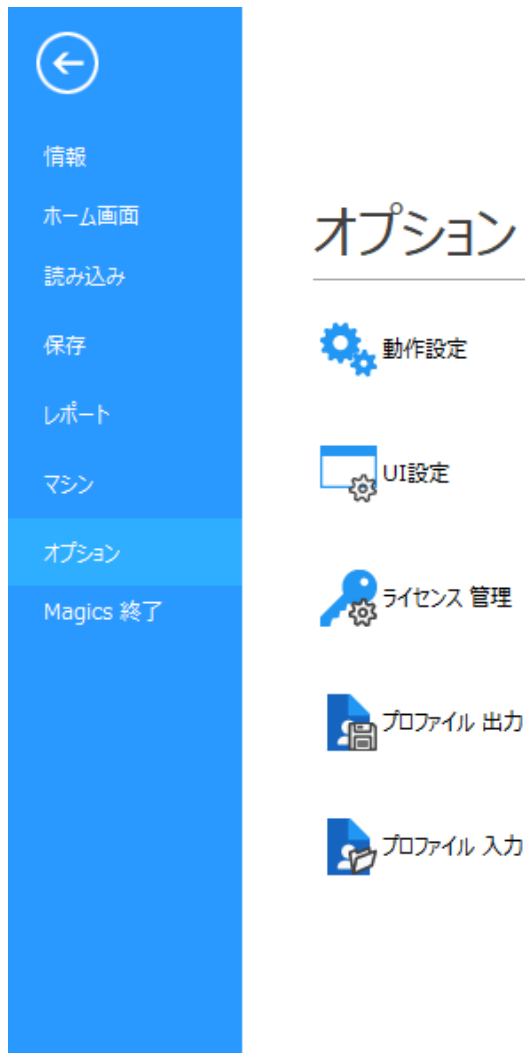 情報
ホーム画面
読み込み
保存
レポート
マシン
オプション
Magics 終了
オプション
動作設定
UI設定
ライセンス 管理
プロファイル 出力
プロファイル 入力